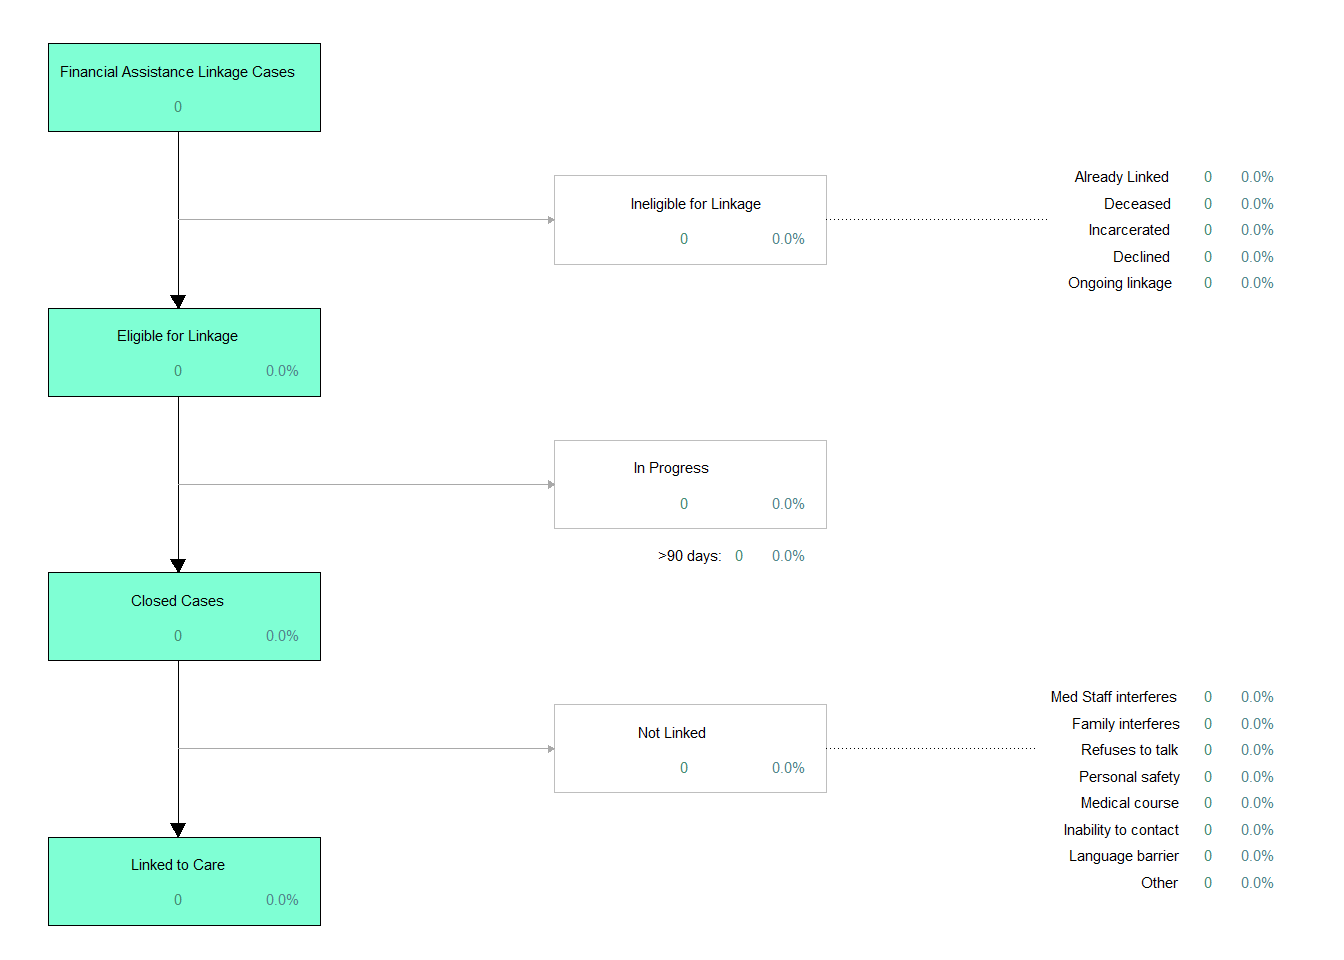 Financial Assistance Linkage Cases
0
Ineligible for Linkage
0 0.0%
Already Linked 0 0.0%
Deceased 0 0.0%
Incarcerated 0 0.0%
Declined 0 0.0%
Ongoing linkage 0 0.0%
Eligible for Linkage
0 0.0%
In Progress
0 0.0%
>90 days: 0 0.0%
Closed Cases
0 0.0%
Not Linked
0 0.0%
Med Staff interferes 0 0.0%
Family interferes 0 0.0%
Refuses to talk 0 0.0%
Personal safety 0 0.0%
Medical course 0 0.0%
Inability to contact 0 0.0%
Language barrier 0 0.0%
Other 0 0.0%
Linked to Care
0 0.0%